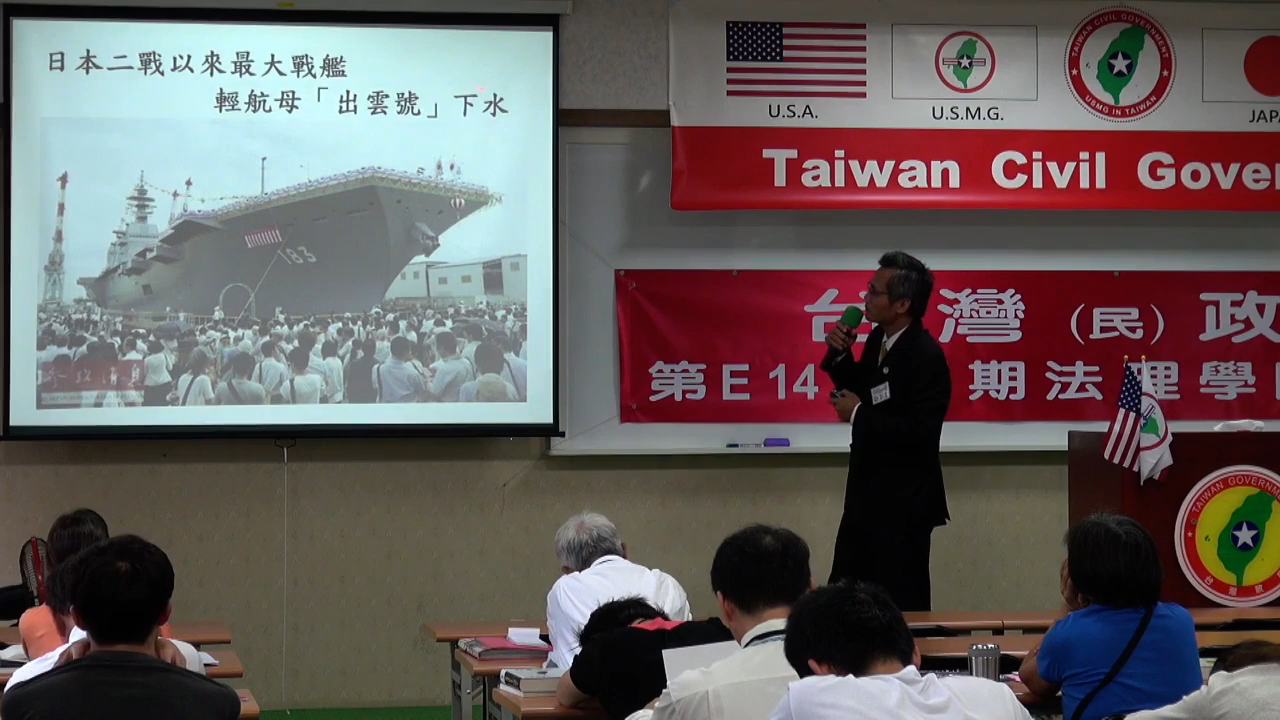 日本二戰以來最大戰艦
輕航母「出雲號」下水
183
U.S.A.
U.S.M.G.
TAIWAN CIVIL GOVERNMENT
USMG IN TAIWAN
JAPA
Taiwan Civil Gove
台灣(民)政
第E14
期法理學
TAIWAN GOVERN